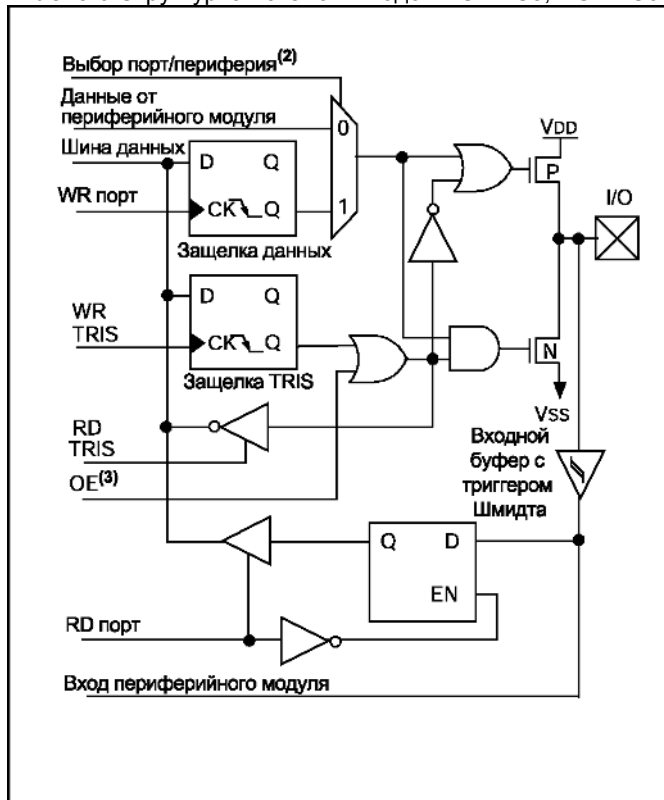 Выбор порт/периферия(2)
Данные от
периферийного модуля
Шина данных
WR порт
D Q
CK Q
Защелка данных
0
1
VDD
P
I/O
N
VSS
WR
TRIS
D Q
CK Q
Защелка TRIS
RD
TRIS
OE(3)
Входной
буфер с
триггером
Шмидта
Q D
EN
RD порт
Вход периферийного модуля